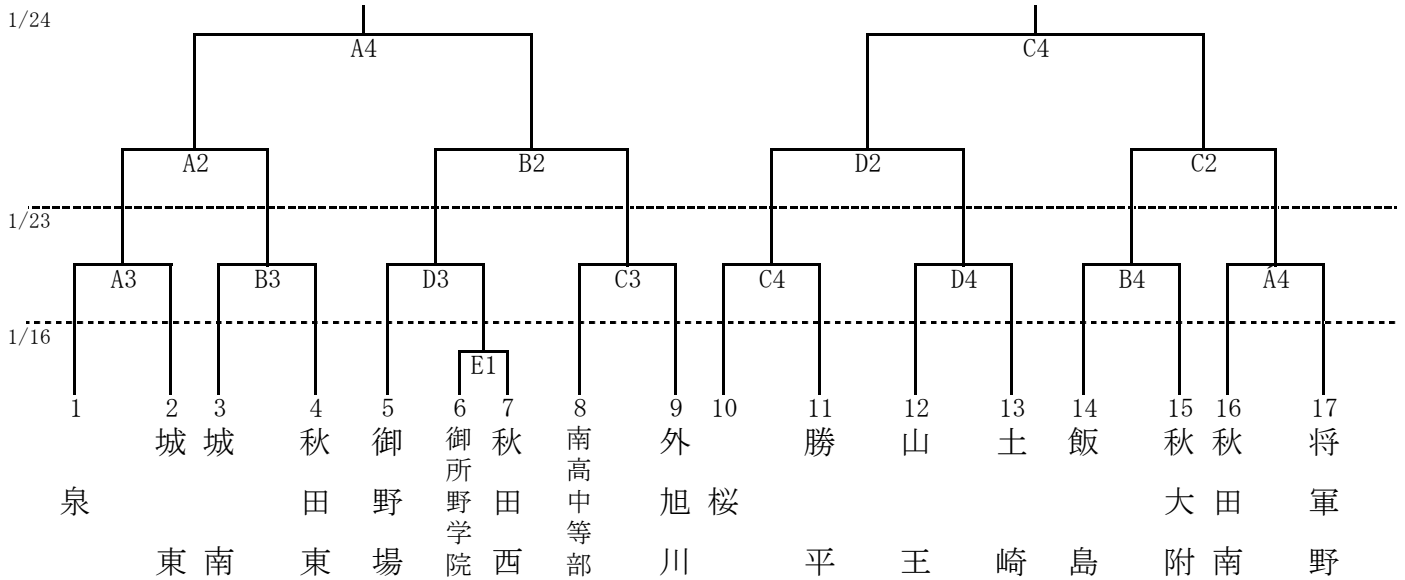 1/24
A4
C4
A2
B2
D2
C2
1/23
A3
B3
D3
C3
C4
D4
B4
A4
1/16
E1
1
2
3
4
5
6
7
8
9
10
11
12
13
14
15
16
17
泉
城東
城南
秋田東
御野場
御所野学院
秋田西
南高中等部
外旭川
桜
勝平
山王
土崎
飯島
秋大附
秋田南
将軍野